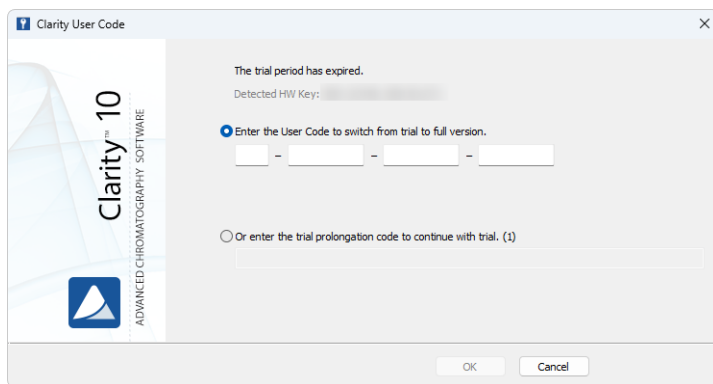 Clarity User Code
The trial period has expired.
Detected HW Key:
Enter the User Code to switch from trial to full version.
– – –
Or enter the trial prolongation code to continue with trial. (1)
Clarity™ 10
ADVANCED CHROMATOGRAPHY SOFTWARE
OK Cancel